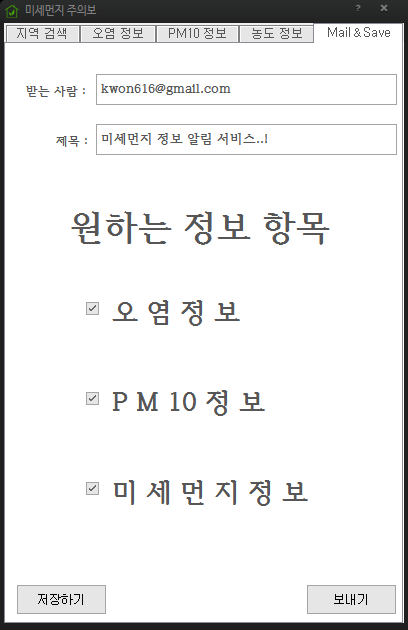 미세먼지 주의보 ? ×
지역 검색 오염 정보 PM10 정보 농도 정보 Mail & Save
받는 사람 : kwon616@gmail.com
제목 : 미세먼지 정보 알림 서비스..!
원하는 정보 항목
오 염 정 보
P M 10 정 보
미 세 먼 지 정 보
저장하기 보내기